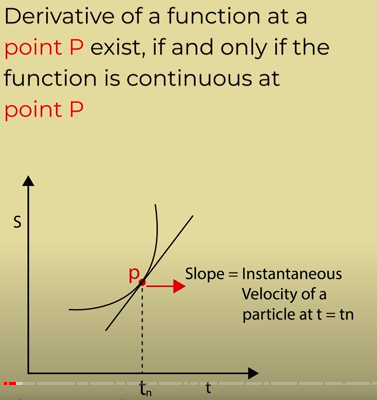 Derivative of a function at a
point P exist, if and only if the
function is continuous at
point P
S
P
Slope = Instantaneous
Velocity of a
particle at t = tn
tn
t